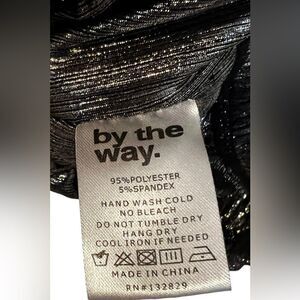 by the
way.
95%POLYESTER
5%SPANDEX
HAND WASH COLD
NO BLEACH
DO NOT TUMBLE DRY
HANG DRY
COOL IRON IF NEEDED
MADE IN CHINA
RN#132829